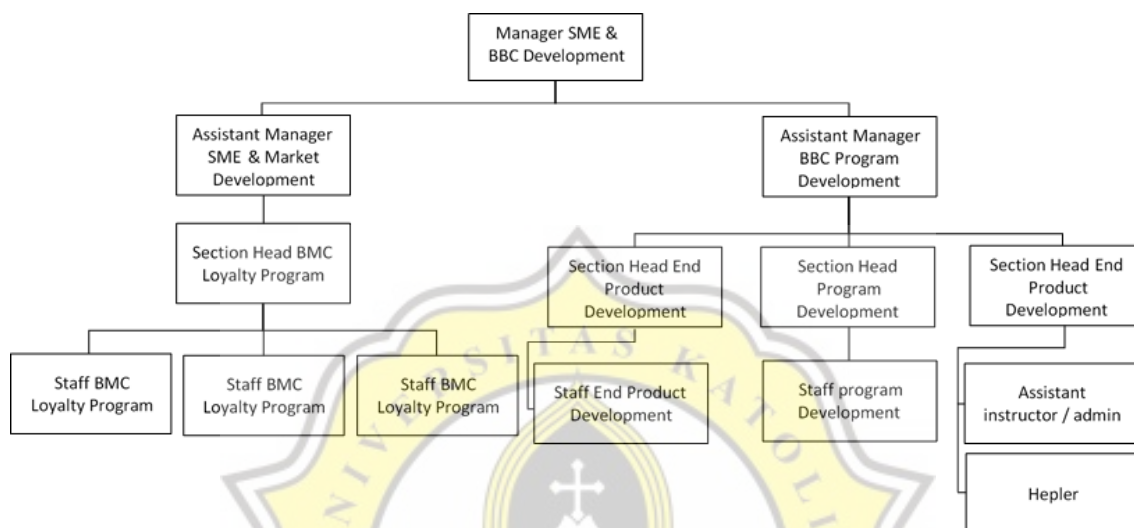 Manager SME &
BBC Development
Assistant Manager
SME & Market
Development
Assistant Manager
BBC Program
Development
Section Head BMC
Loyalty Program
Section Head End
Product
Development
Section Head
Program
Development
Section Head End
Product
Development
Staff BMC
Loyalty Program
Staff BMC
Loyalty Program
Staff BMC
Loyalty Program
Staff End Product
Development
Staff program
Development
Assistant
instructor / admin
Hepler
UNIVERSITAS KATOLI